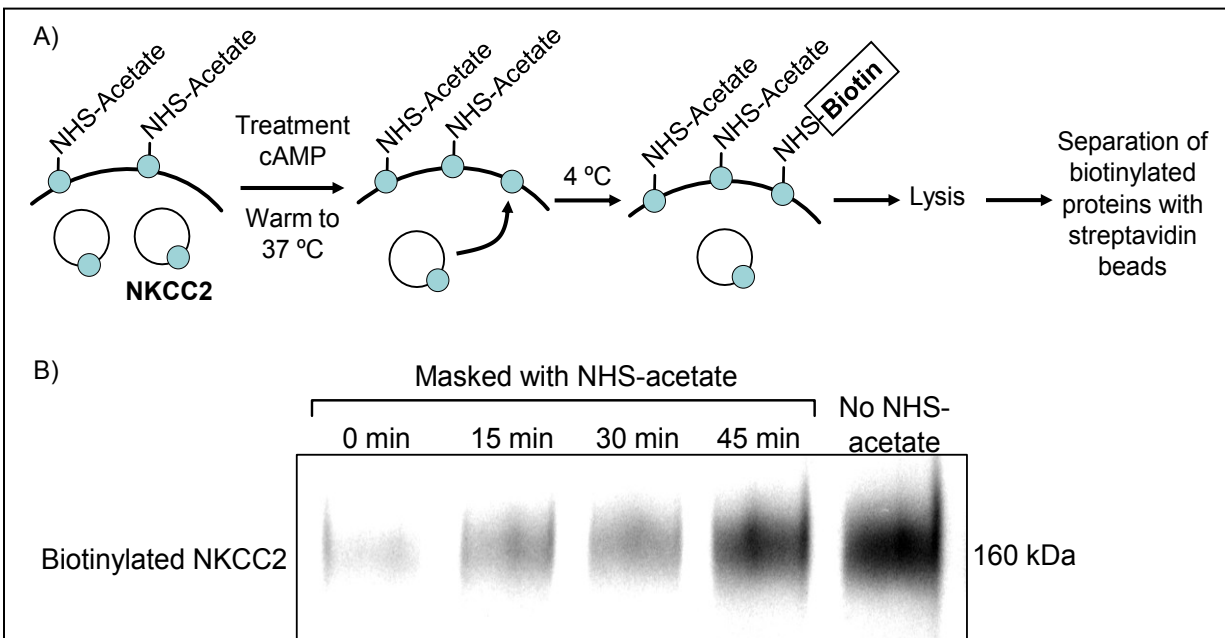 A)
NHS-Acetate
NHS-Acetate
NKCC2
Treatment
cAMP
Warm to
37 ºC
NHS-Acetate
NHS-Acetate
4 ºC
NHS-Acetate
NHS-Acetate
NHS-Biotin
Lysis
Separation of
biotinylated
proteins with
streptavidin
beads
B)
Masked with NHS-acetate
No NHS-
acetate
0 min
15 min
30 min
45 min
Biotinylated NKCC2
160 kDa